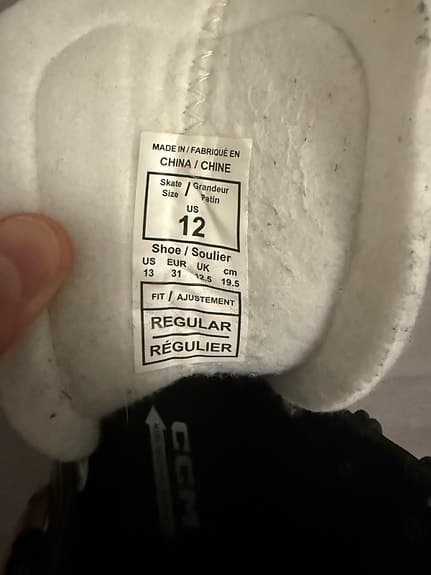 MADE IN / FABRIQUÉ EN
CHINA / CHINE
Skate Size / Grandeur Patin
US
12
Shoe / Soulier
US EUR UK cm
13 31 12.5 19.5
FIT / AJUSTEMENT
REGULAR
RÉGULIER
CCM